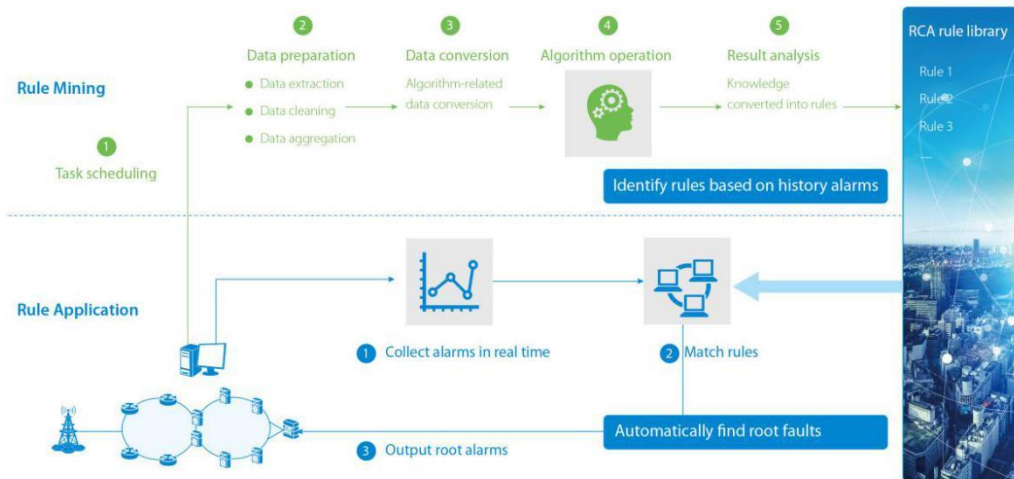 RCA rule library
Rule 1
Rule 2
Rule 3
...
Rule Mining
1
Task scheduling
2
Data preparation
Data extraction
Data cleaning
Data aggregation
3
Data conversion
Algorithm-related
data conversion
4
Algorithm operation
5
Result analysis
Knowledge
converted into rules
Identify rules based on history alarms
Rule Application
1 Collect alarms in real time
2 Match rules
Automatically find root faults
3 Output root alarms